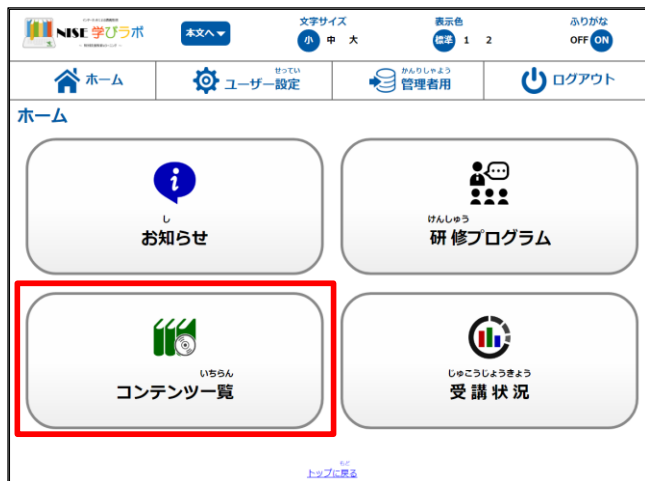 NISE 学びラボ
本文へ
文字サイズ
小 中 大
表示色
標準 1 2
ふりがな
OFF ON
ホーム
せってい
ユーザー設定
かんりしゃよう
管理者用
ログアウト
ホーム
し
お知らせ
けんしゅう
研修プログラム
いちらん
コンテンツ一覧
じゅこうじょうきょう
受講状況
もど
トップに戻る